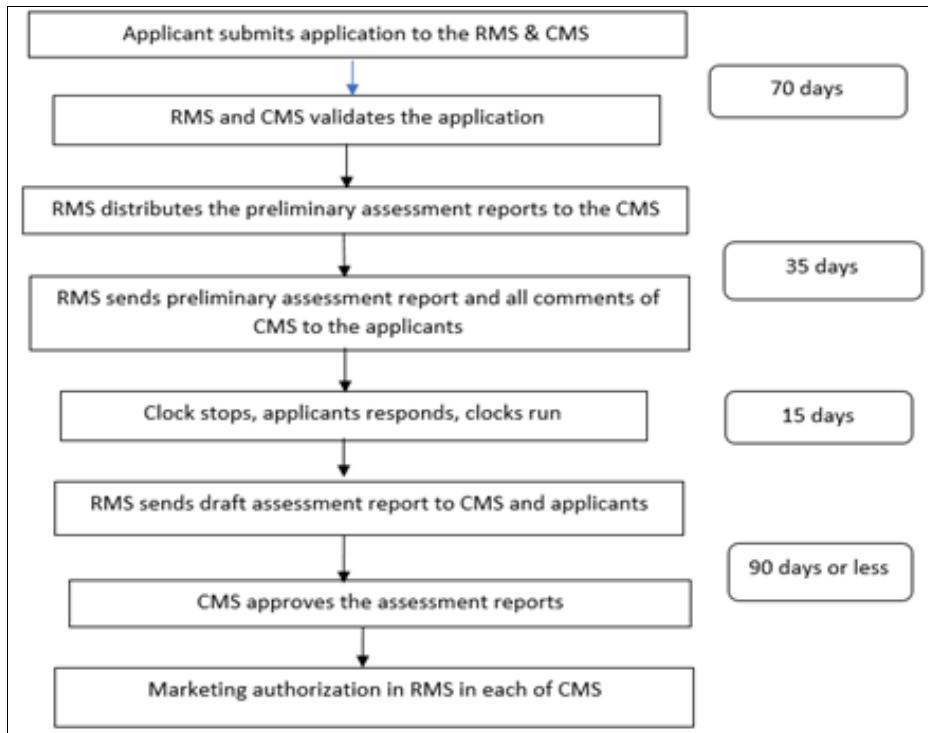 Applicant submits application to the RMS & CMS
70 days
RMS and CMS validates the application
RMS distributes the preliminary assessment reports to the CMS
35 days
RMS sends preliminary assessment report and all comments of
CMS to the applicants
Clock stops, applicants responds, clocks run
15 days
RMS sends draft assessment report to CMS and applicants
90 days or less
CMS approves the assessment reports
Marketing authorization in RMS in each of CMS